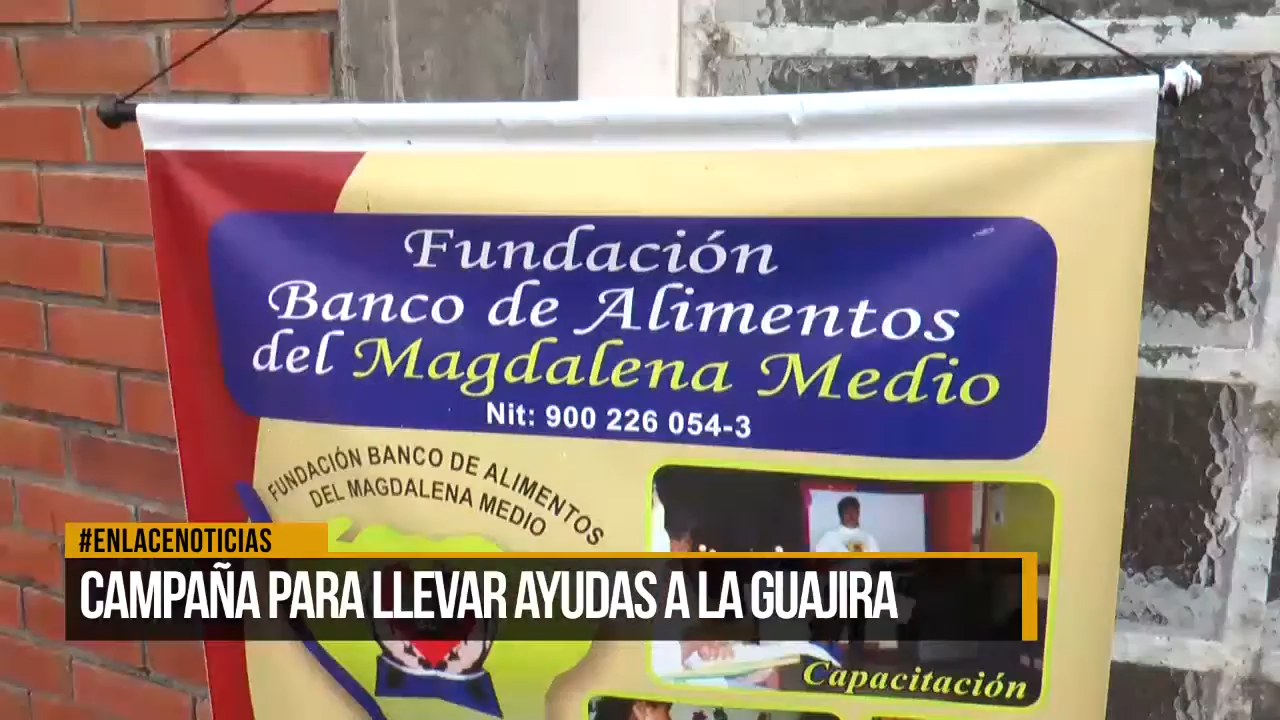 Fundación
Banco de Alimentos
del Magdalena Medio
Nit: 900 226 054-3
FUNDACIÓN BANCO DE ALIMENTOS
DEL MAGDALENA MEDIO
#ENLACENOTICIAS
CAMPAÑA PARA LLEVAR AYUDAS A LA GUAJIRA
Capacitación